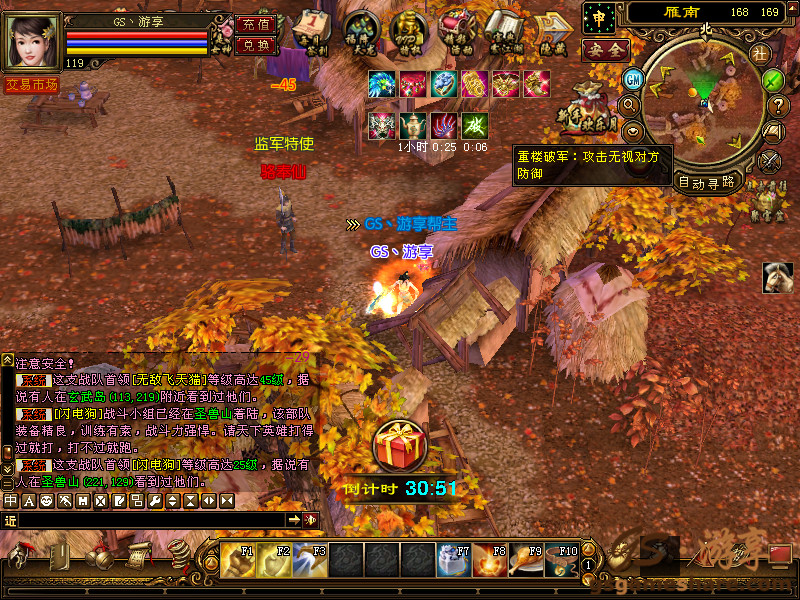 GS丶游享
119
充值
兑换
交易市场
雁南
168 169
北
申
安全
社
GM
?
自动寻路
1小时 0:25 0:06
重楼破军：攻击无视对方
防御
-45
监军特使
>>> GS丶游享帮主
GS丶游享
-79
注意安全!
这支战队首领[无敌飞天猫]等级高达45级，据
说有人在玄武岛(113,219)附近看到过他们。
[闪电狗]战斗小组已经在圣兽山着陆，该部队
装备精良，训练有素，战斗力强悍。请天下英雄打得
过就打，打不过就跑。
这支战队首领[闪电狗]等级高达25级，据说有
人在圣兽山(221,129)看到过他们。
中 A
近
倒计时 30:51
F1 F2 F3 F7 F8 F9 F10
1
游享